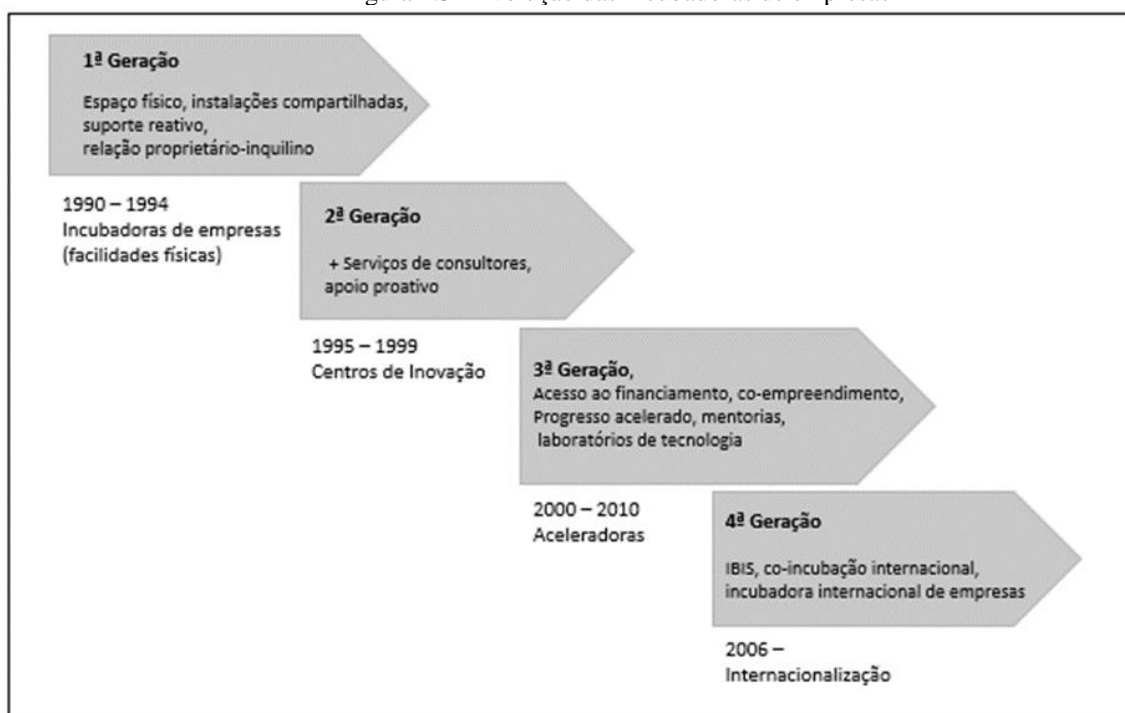 1ª Geração
Espaço físico, instalações compartilhadas,
suporte reativo,
relação proprietário-inquilino
1990 – 1994
Incubadoras de empresas
(facilidades físicas)
2ª Geração
+ Serviços de consultores,
apoio proativo
1995 – 1999
Centros de Inovação
3ª Geração,
Acesso ao financiamento, co-empreendimento,
Progresso acelerado, mentorias,
laboratórios de tecnologia
2000 – 2010
Aceleradoras
4ª Geração
IBIS, co-incubação internacional,
incubadora internacional de empresas
2006 –
Internacionalização